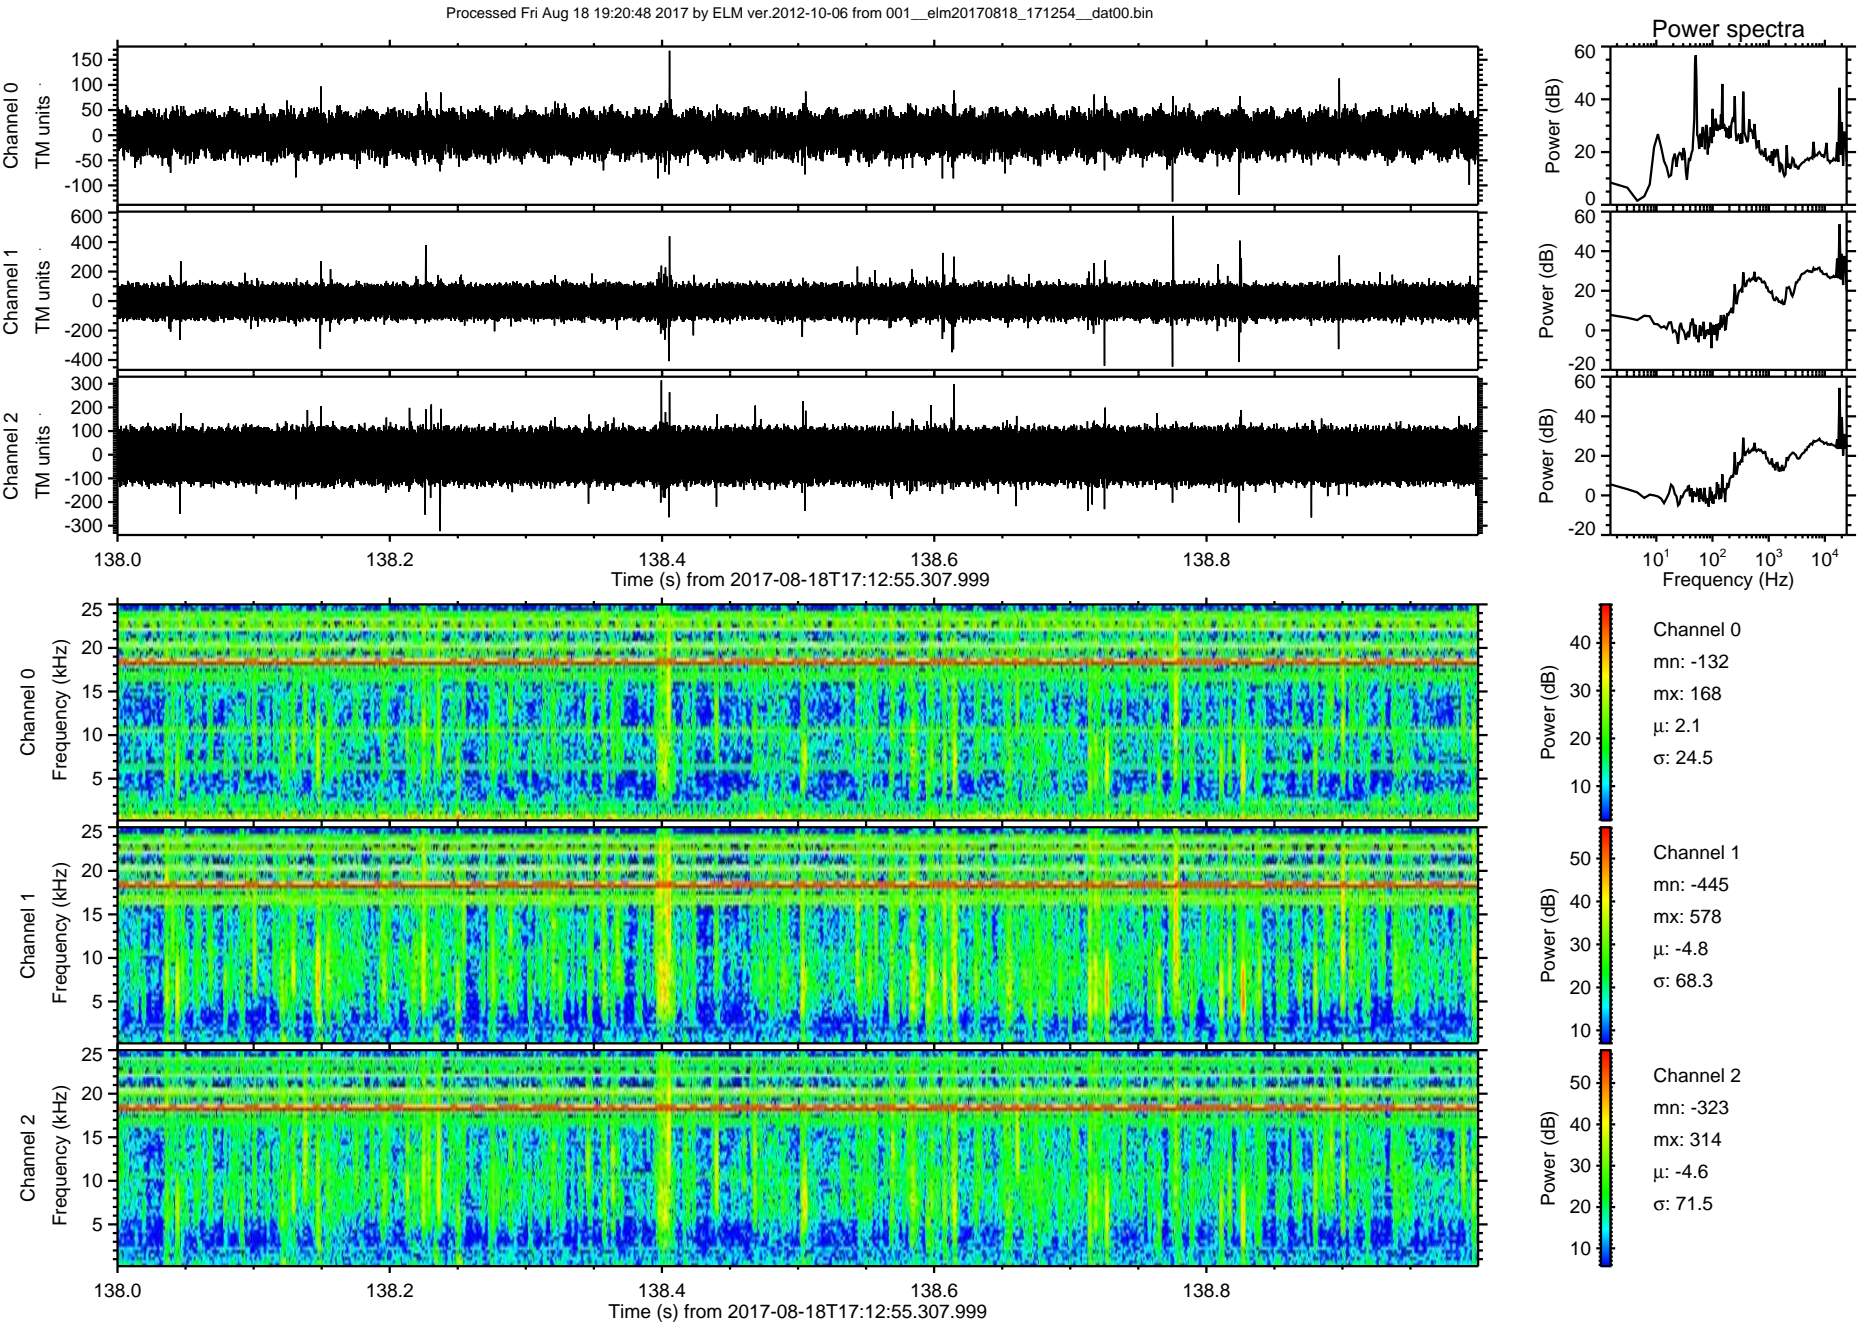 Processed Fri Aug 18 19:20:48 2017 by ELM ver.2012-10-06 from 001__elm20170818_171254__dat00.bin
Power spectra
Channel 0
TM units
150
100
50
0
-50
-100
Power (dB)
60
40
20
0
Channel 1
TM units
600
400
200
0
-200
-400
Power (dB)
60
40
20
0
-20
Channel 2
TM units
300
200
100
0
-100
-200
-300
Power (dB)
60
40
20
0
-20
138.0 138.2 138.4 138.6 138.8
Time (s) from 2017-08-18T17:12:55.307.999
10¹ 10² 10³ 10⁴
Frequency (Hz)
Channel 0
Frequency (kHz)
25
20
15
10
5
Power (dB)
40
30
20
10
Channel 0
mn: -132
mx: 168
μ: 2.1
σ: 24.5
Channel 1
Frequency (kHz)
25
20
15
10
5
Power (dB)
50
40
30
20
10
Channel 1
mn: -445
mx: 578
μ: -4.8
σ: 68.3
Channel 2
Frequency (kHz)
25
20
15
10
5
Power (dB)
50
40
30
20
10
Channel 2
mn: -323
mx: 314
μ: -4.6
σ: 71.5
138.0 138.2 138.4 138.6 138.8
Time (s) from 2017-08-18T17:12:55.307.999